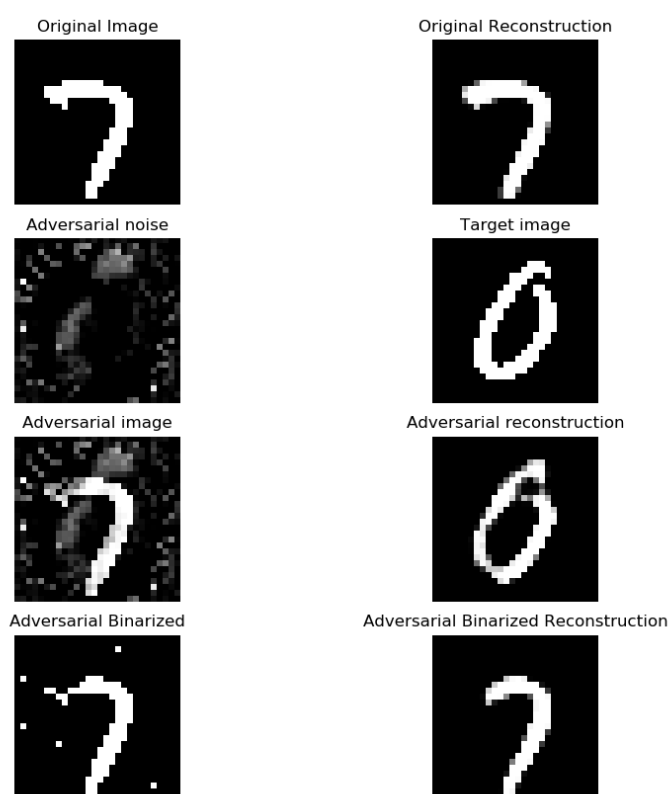 Original Image
Original Reconstruction
Adversarial noise
Target image
Adversarial image
Adversarial reconstruction
Adversarial Binarized
Adversarial Binarized Reconstruction